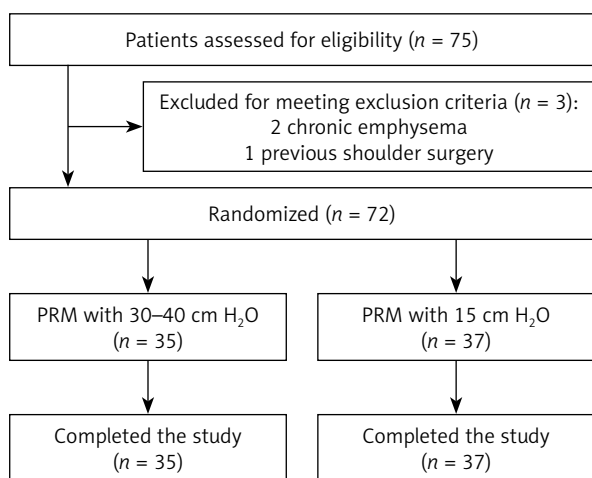 Patients assessed for eligibility (n = 75)
Excluded for meeting exclusion criteria (n = 3):
2 chronic emphysema
1 previous shoulder surgery
Randomized (n = 72)
PRM with 30–40 cm H₂O
(n = 35)
PRM with 15 cm H₂O
(n = 37)
Completed the study
(n = 35)
Completed the study
(n = 37)